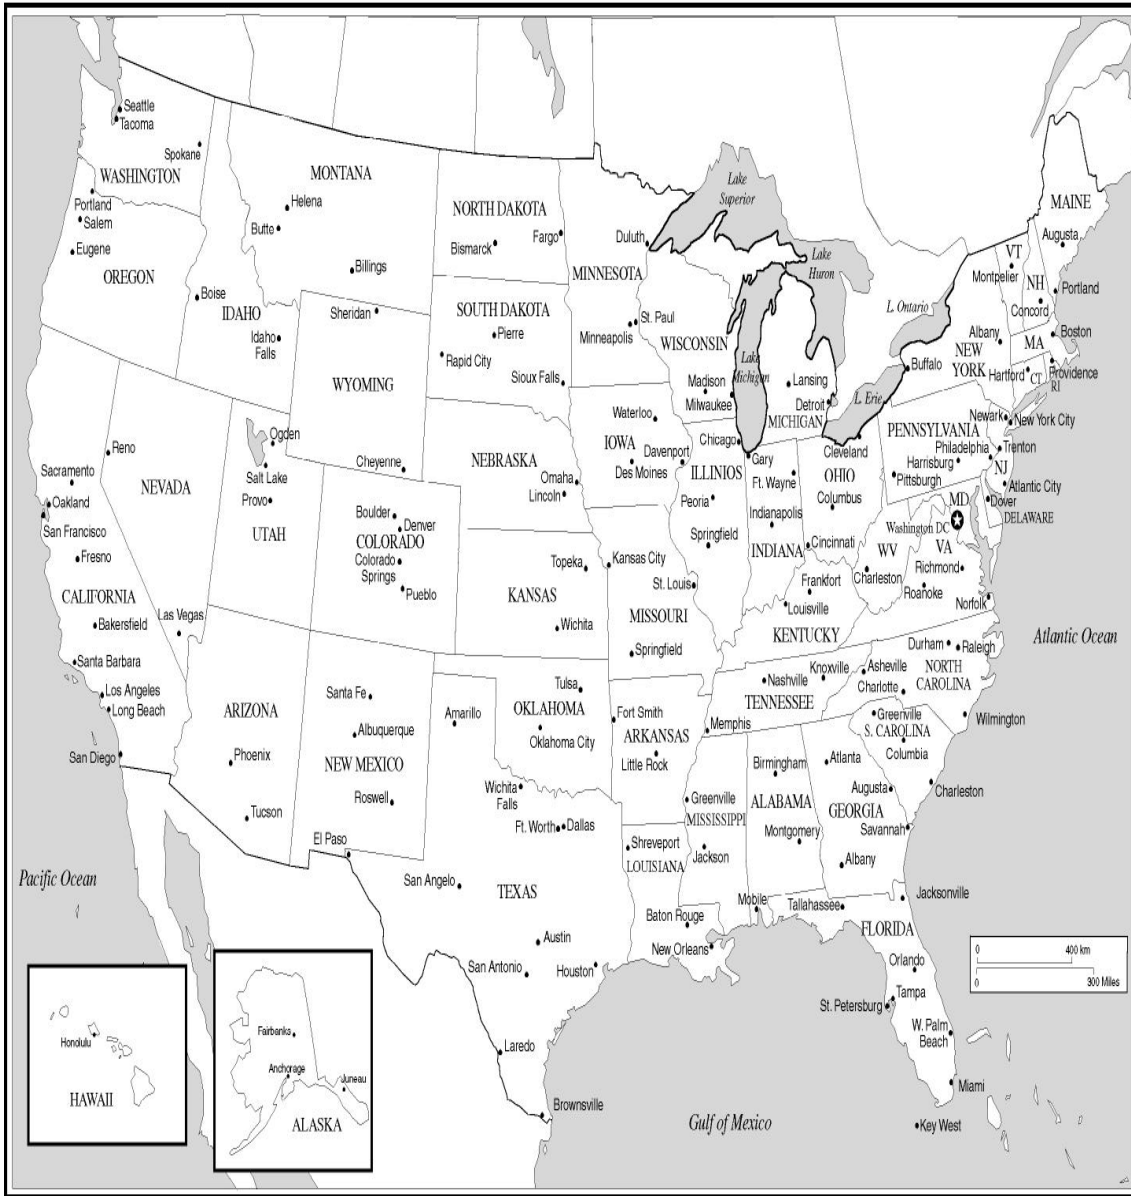 Seattle
Tacoma
Spokane
WASHINGTON
Portland
Salem
Eugene
OREGON
MONTANA
Helena
Butte
Billings
Boise
IDAHO
Idaho
Falls
Sheridan
WYOMING
Cheyenne
NORTH DAKOTA
Bismarck
Fargo
SOUTH DAKOTA
Pierre
Rapid City
Sioux Falls
Duluth
MINNESOTA
St. Paul
Minneapolis
Lake
Superior
Lake
Huron
Lake
Michigan
L. Ontario
L. Erie
WISCONSIN
Madison
Milwaukee
Lansing
Detroit
MICHIGAN
MAINE
Augusta
VT
Montpelier
NH
Concord
Portland
Albany
NEW
YORK
Buffalo
MA
Boston
Hartford
CT
Providence
RI
Reno
NEVADA
Las Vegas
Sacramento
Oakland
San Francisco
Fresno
CALIFORNIA
Bakersfield
Santa Barbara
Los Angeles
Long Beach
San Diego
Ogden
Salt Lake
Provo
UTAH
Boulder
Denver
COLORADO
Colorado
Springs
Pueblo
NEBRASKA
Omaha
Lincoln
Waterloo
IOWA
Davenport
Des Moines
Chicago
ILLINIOS
Peoria
Springfield
Gary
Ft. Wayne
Indianapolis
INDIANA
Cleveland
OHIO
Columbus
Cincinnati
PENNSYLVANIA
Philadelphia
Harrisburg
Pittsburgh
Newark
New York City
Trenton
NJ
Atlantic City
MD
Dover
DELAWARE
Washington DC
WV
VA
Charleston
Richmond
Roanoke
Norfolk
Topeka
KANSAS
Wichita
Kansas City
St. Louis
MISSOURI
Springfield
Frankfort
Louisville
KENTUCKY
Atlantic Ocean
ARIZONA
Phoenix
Tucson
Santa Fe
Albuquerque
NEW MEXICO
Roswell
Tulsa
OKLAHOMA
Oklahoma City
Fort Smith
ARKANSAS
Little Rock
Nashville
Knoxville
TENNESSEE
Memphis
Durham
Raleigh
Asheville
NORTH
CAROLINA
Charlotte
Wilmington
Greenville
S. CAROLINA
Columbia
Charleston
Amarillo
Wichita
Falls
Ft. Worth
Dallas
El Paso
San Angelo
TEXAS
Austin
San Antonio
Houston
Laredo
Brownsville
Shreveport
LOUISIANA
Baton Rouge
New Orleans
Greenville
MISSISSIPPI
Jackson
Birmingham
ALABAMA
Montgomery
Mobile
Atlanta
Augusta
GEORGIA
Savannah
Albany
Tallahassee
Jacksonville
FLORIDA
Orlando
Tampa
St. Petersburg
W. Palm
Beach
Miami
Key West
Pacific Ocean
Gulf of Mexico
Honolulu
HAWAII
Fairbanks
Anchorage
Juneau
ALASKA
0 400 km
0 300 Miles